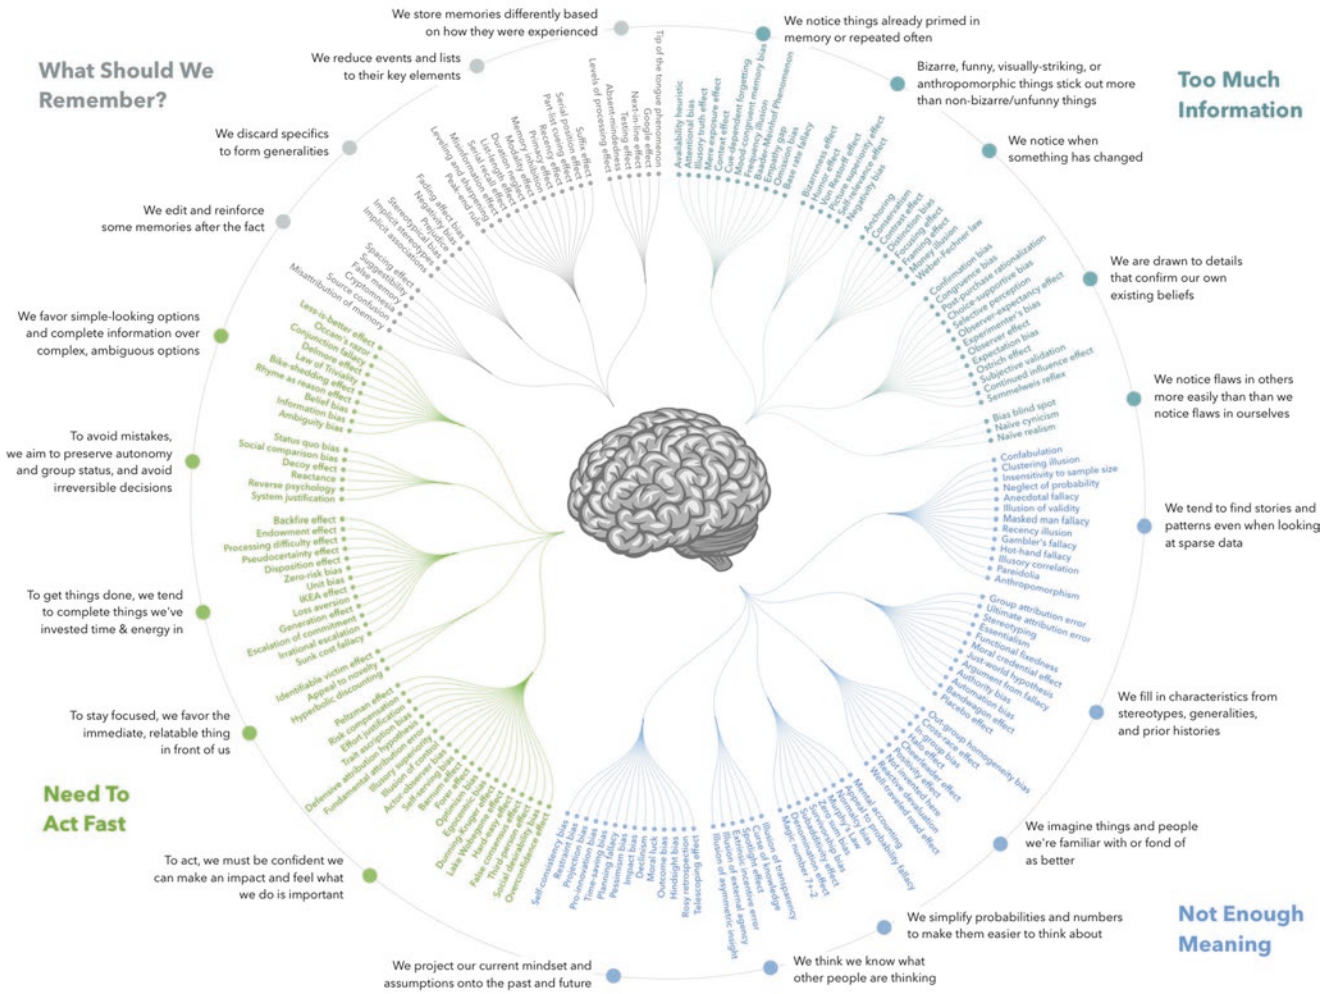 What Should We
Remember?
We store memories differently based
on how they were experienced
We reduce events and lists
to their key elements
We discard specifics
to form generalities
We edit and reinforce
some memories after the fact
Tip of the tongue phenomenon
Google effect
Next-in-line effect
Testing effect
Absent-mindedness
Levels of processing effect
Suffix effect
Serial position effect
Part-list cueing effect
Recency effect
Primacy effect
Memory inhibition
Modality effect
Duration neglect
List-length effect
Serial recall effect
Misinformation effect
Leveling and sharpening
Peak-end rule
Fading affect bias
Negativity bias
Prejudice
Stereotypical bias
Implicit stereotypes
Implicit associations
Spacing effect
Suggestibility
False memory
Cryptomnesia
Source confusion
Misattribution of memory
Too Much
Information
We notice things already primed in
memory or repeated often
Bizarre, funny, visually-striking, or
anthropomorphic things stick out more
than non-bizarre/unfunny things
We notice when
something has changed
We are drawn to details
that confirm our own
existing beliefs
We notice flaws in others
more easily than than we
notice flaws in ourselves
Availability heuristic
Attentional bias
Illusory truth effect
Mere exposure effect
Context effect
Cue-dependent forgetting
Mood-congruent memory bias
Frequency illusion
Baader-Meinhof Phenomenon
Empathy gap
Omission bias
Base rate fallacy
Bizarreness effect
Humor effect
Von Restorff effect
Picture superiority effect
Self-relevance effect
Negativity bias
Anchoring
Conservatism
Contrast effect
Distinction bias
Focusing effect
Framing effect
Money illusion
Weber-Fechner law
Confirmation bias
Congruence bias
Post-purchase rationalization
Choice-supportive bias
Selective perception
Observer-expectancy effect
Experimenter's bias
Observer effect
Expectation bias
Ostrich effect
Subjective validation
Continued influence effect
Semmelweis reflex
Bias blind spot
Naïve cynicism
Naïve realism
Not Enough
Meaning
We tend to find stories and
patterns even when looking
at sparse data
We fill in characteristics from
stereotypes, generalities,
and prior histories
We imagine things and people
we're familiar with or fond of
as better
We simplify probabilities and numbers
to make them easier to think about
We think we know what
other people are thinking
We project our current mindset and
assumptions onto the past and future
Confabulation
Clustering illusion
Insensitivity to sample size
Neglect of probability
Anecdotal fallacy
Illusion of validity
Masked man fallacy
Recency illusion
Gambler's fallacy
Hot-hand fallacy
Illusory correlation
Pareidolia
Anthropomorphism
Group attribution error
Ultimate attribution error
Stereotyping
Essentialism
Functional fixedness
Moral credential effect
Just-world hypothesis
Argument from fallacy
Authority bias
Automation bias
Bandwagon effect
Placebo effect
Out-group homogeneity bias
Cross-race effect
In-group bias
Halo effect
Cheerleader effect
Positivity effect
Not invented here
Reactive devaluation
Well-traveled road effect
Mental accounting
Appeal to probability fallacy
Normalcy bias
Murphy's Law
Zero sum bias
Survivorship bias
Subadditivity effect
Denomination effect
Magic number 7+-2
Illusion of transparency
Curse of knowledge
Spotlight effect
Extrinsic incentive error
Illusion of external agency
Illusion of asymmetric insight
Telescoping effect
Rosy retrospection
Hindsight bias
Outcome bias
Moral luck
Declinism
Impact bias
Pessimism bias
Planning fallacy
Time-saving bias
Pro-innovation bias
Projection bias
Restraint bias
Self-consistency bias
Need To
Act Fast
We favor simple-looking options
and complete information over
complex, ambiguous options
To avoid mistakes,
we aim to preserve autonomy
and group status, and avoid
irreversible decisions
To get things done, we tend
to complete things we've
invested time & energy in
To stay focused, we favor the
immediate, relatable thing
in front of us
To act, we must be confident we
can make an impact and feel what
we do is important
Less-is-better effect
Occam's razor
Conjunction fallacy
Delmore effect
Law of Triviality
Bike-shedding effect
Rhyme as reason effect
Belief bias
Information bias
Ambiguity bias
Status quo bias
Social comparison bias
Decoy effect
Reactance
Reverse psychology
System justification
Backfire effect
Endowment effect
Processing difficulty effect
Pseudocertainty effect
Disposition effect
Zero-risk bias
Unit bias
IKEA effect
Loss aversion
Generation effect
Escalation of commitment
Irrational escalation
Sunk cost fallacy
Identifiable victim effect
Appeal to novelty
Hyperbolic discounting
Peltzman effect
Risk compensation
Effort justification
Trait ascription bias
Defensive attribution hypothesis
Fundamental attribution error
Illusory superiority
Illusion of control
Actor-observer bias
Self-serving bias
Barnum effect
Forer effect
Optimism bias
Egocentric bias
Dunning-Kruger effect
Lake Wobegone effect
Hard-easy effect
False consensus effect
Third-person effect
Social desirability bias
Overconfidence effect